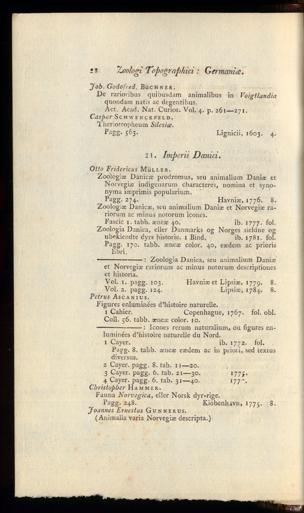 22 Zoologi Topographici: Germaniæ.
Joh. Godofred. BÜCHNER.
De rarioribus quibusdam animalibus in Voigtlandia
quondam natis ac degentibus.
Act. Acad. Nat. Curios. Vol. 4. p. 261—271.
Casper SCHWENCKFELD.
Theriotropheum Silesiæ.
Pagg. 563. Lignicii, 1603. 4.
21. Imperii Danici.
Otto Fridericus MÜLLER.
Zoologiæ Danicæ prodromus, seu animalium Daniæ et
Norvegiæ indigenarum characteres, nomina et syno-
nyma imprimis popularium.
Pagg. 274. Havniæ, 1776. 8.
Zoologiæ Danicæ, seu animalium Daniæ et Norvegiæ ra-
riorum ac minus notorum icones.
Fascic 1. tabb. æneæ 40. ib. 1777. fol.
Zoologia Danica, eller Danmarks og Norges sieldne og
ubekiendte dyrs historie. 1 Bind. ib. 1781. fol.
Pagg. 170. tabb. æneæ color. 40, eædem ac prioris
libri.
———: Zoologia Danica, seu animalium Daniæ
et Norvegiæ rariorum ac minus notorum descriptiones
et historia.
Vol. 1. pagg. 103. Havniæ et Lipsiæ, 1779. 8.
Vol. 2. pagg. 124. Lipsiæ, 1784. 8.
Petrus ASCANIUS.
Figures enluminées d'histoire naturelle.
1 Cahier. Copenhague, 1767. fol. obl.
Coll. 56. tabb. æneæ color. 10.
———: Icones rerum naturalium, ou figures en-
luminées d'histoire naturelle du Nord.
1 Cayer. ib. 1772. fol.
Pagg. 8. tabb. æneæ eædem ac in priori, sed textus
diversus.
2 Cayer. pagg. 8. tab. 11—20.
3 Cayer. pagg. 6. tab. 21—30. 1775.
4 Cayer. pagg. 6. tab. 31—40.
Christopher HAMMER.
Fauna Norvegica, eller Norsk dyr-rige.
Pagg. 248. Kiobenhavn, 1775. 8.
Joannes Ernestus GUNNERUS.
(Animalia varia Norvegiæ descripta.)